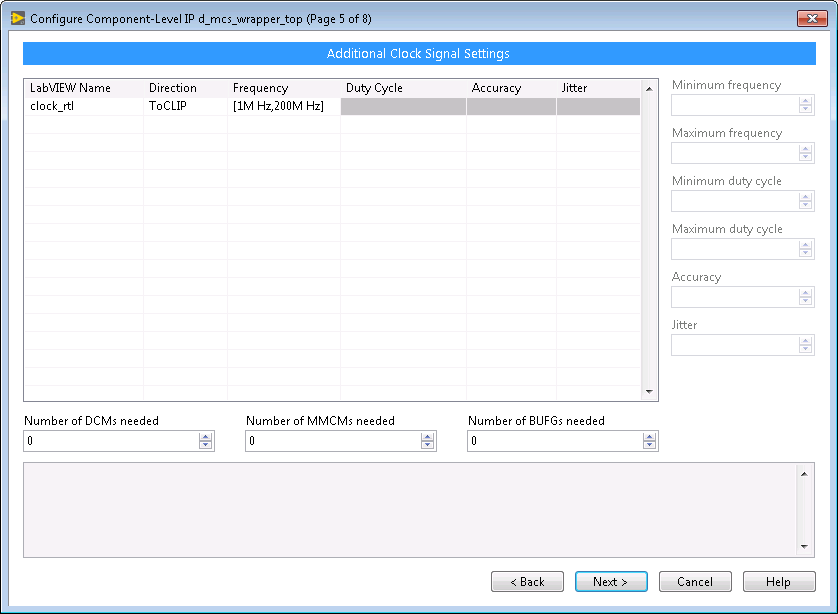 Configure Component-Level IP d_mcs_wrapper_top (Page 5 of 8)
Additional Clock Signal Settings
LabVIEW Name Direction Frequency Duty Cycle Accuracy Jitter
clock_rtl ToCLIP [1M Hz,200M Hz]
Minimum frequency
Maximum frequency
Minimum duty cycle
Maximum duty cycle
Accuracy
Jitter
Number of DCMs needed Number of MMCMs needed Number of BUFGs needed
0 0 0
< Back Next > Cancel Help